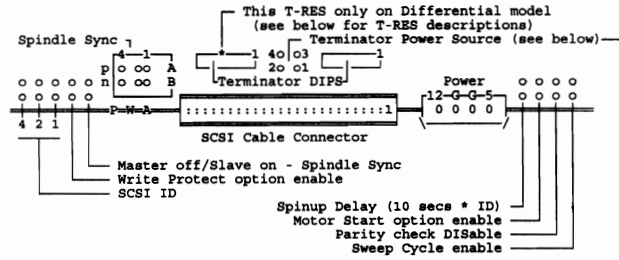 This T-RES only on Differential model
(see below for T-RES descriptions)
Spindle Sync
Terminator Power Source (see below)
4 1
* 1 4o o3 1
p o oo A
2o o1
n o oo B
Terminator DIPS
Power
12-G-G-5
P W A
:::::::::::::::::::::::::1
o o o o
4 2 1
SCSI Cable Connector
Master off/Slave on - Spindle Sync
Write Protect option enable
SCSI ID
Spinup Delay (10 secs * ID)
Motor Start option enable
Parity check DISable
Sweep Cycle enable